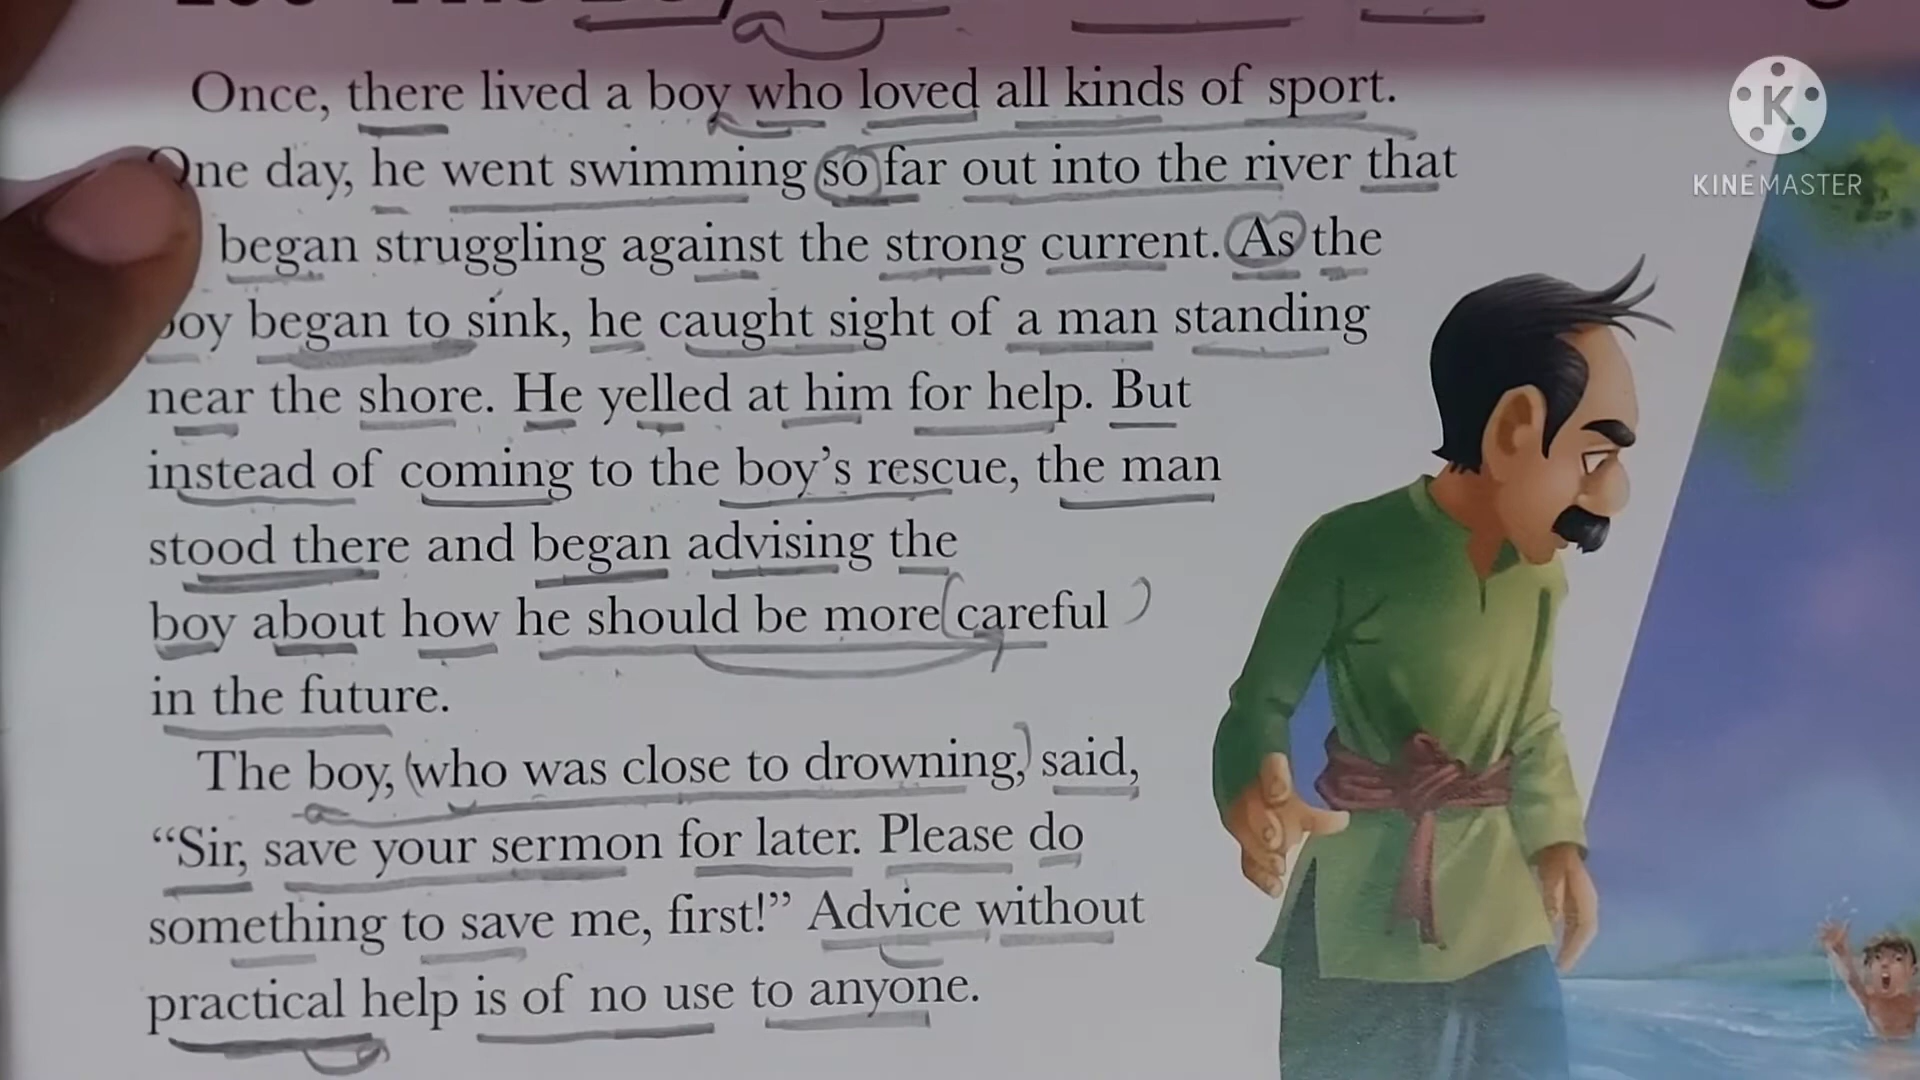 Once, there lived a boy who loved all kinds of sport.
One day, he went swimming so far out into the river that
began struggling against the strong current. As the
boy began to sink, he caught sight of a man standing
near the shore. He yelled at him for help. But
instead of coming to the boy's rescue, the man
stood there and began advising the
boy about how he should be more careful
in the future.
The boy, who was close to drowning, said,
“Sir, save your sermon for later. Please do
something to save me, first!” Advice without
practical help is of no use to anyone.
KINEMASTER